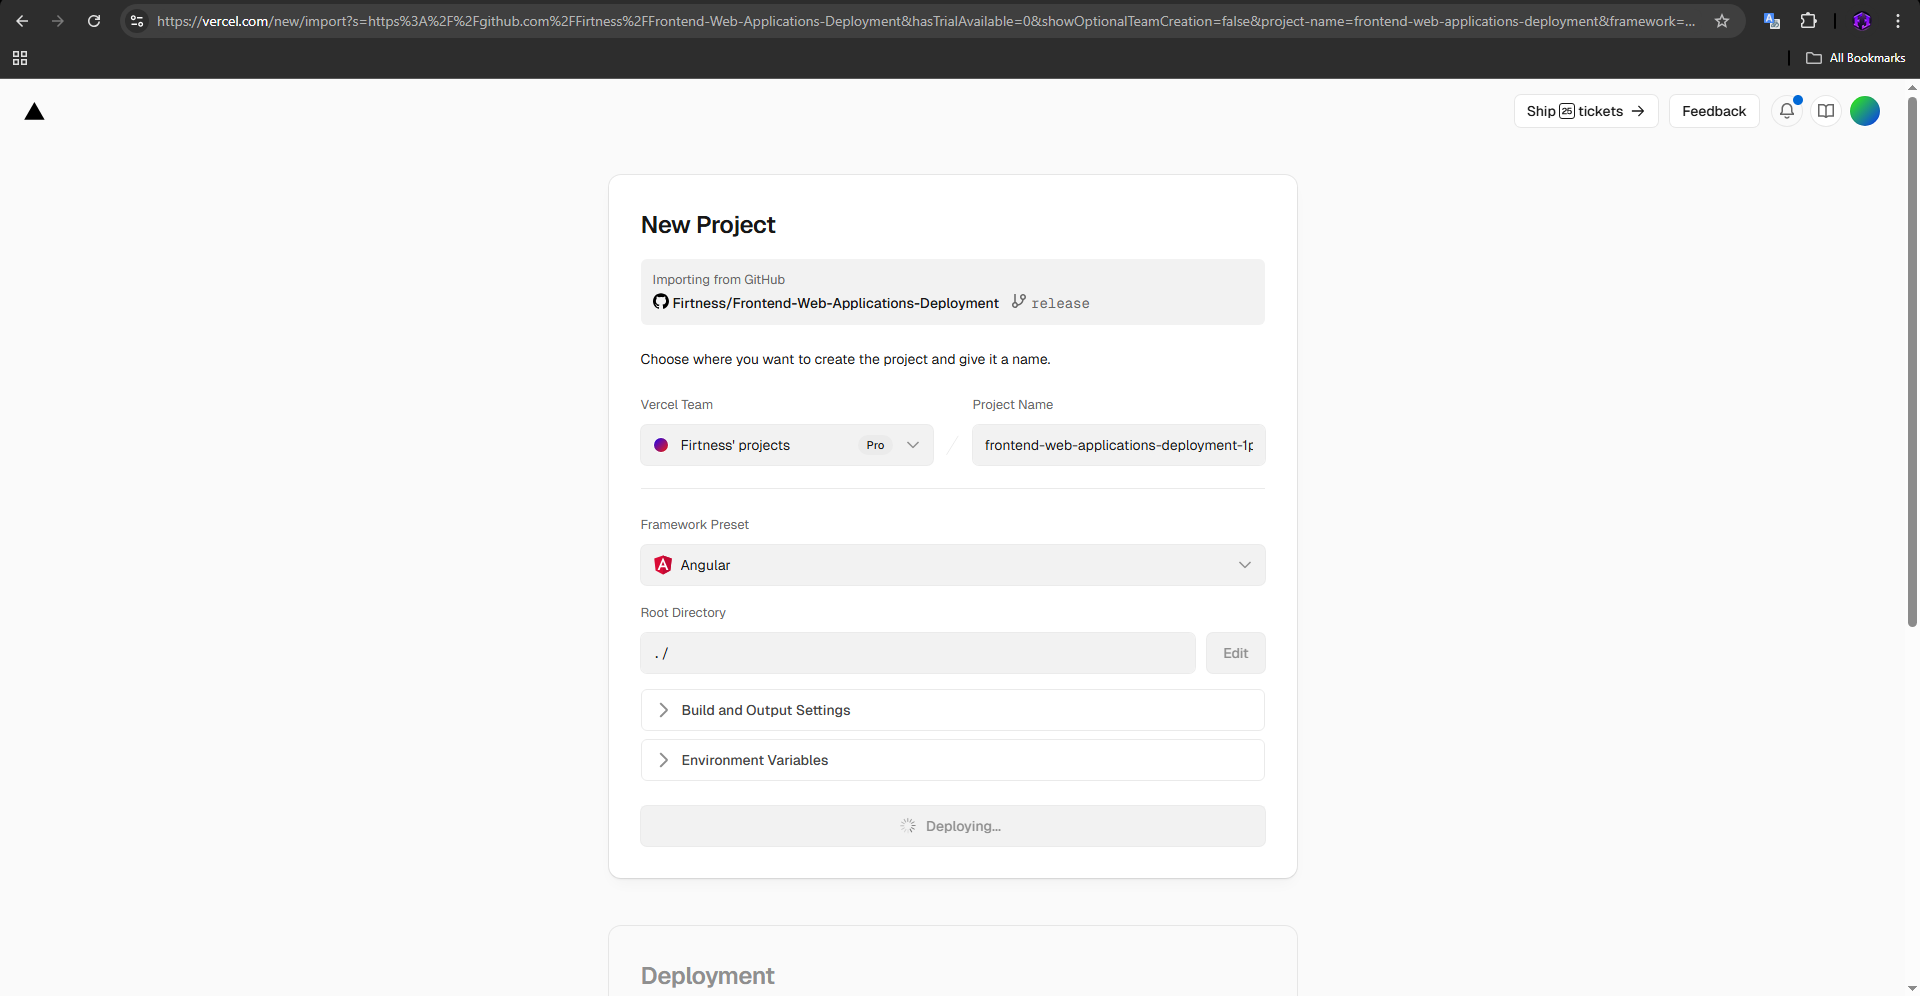 https://vercel.com/new/import?s=https%3A%2F%2Fgithub.com%2FFirtness%2FFrontend-Web-Applications-Deployment&hasTrialAvailable=0&showOptionalTeamCreation=false&project-name=frontend-web-applications-deployment&framework=...
All Bookmarks
Ship 25 tickets →
Feedback
New Project
Importing from GitHub
Firtness/Frontend-Web-Applications-Deployment release
Choose where you want to create the project and give it a name.
Vercel Team
Project Name
Firtness' projects Pro
frontend-web-applications-deployment-1p
Framework Preset
Angular
Root Directory
./
Edit
Build and Output Settings
Environment Variables
Deploying...
Deployment